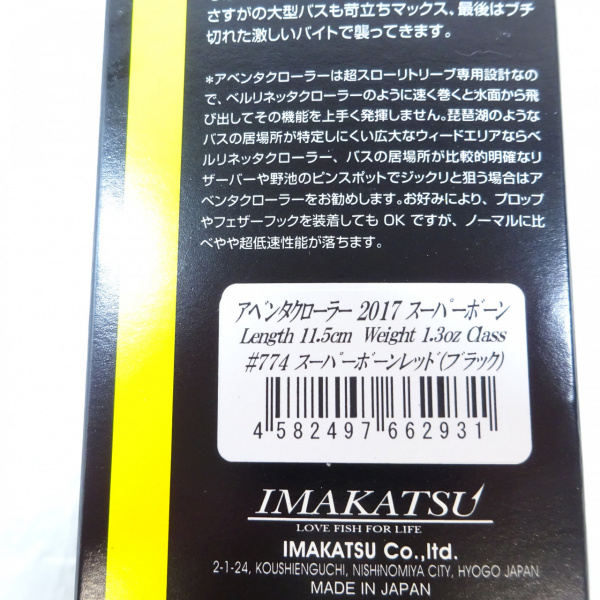 さすがの大型バスも苛立ちマックス、最後はブチ
切れた激しいバイトで襲ってきます。
*アベンタクローラーは超スローリトリーブ専用設計なの
で、ベルリネッタクローラーのように速く巻くと水面から飛
び出してその機能を上手く発揮しません。琵琶湖のような
バスの居場所が特定しにくい広大なウィードエリアならベ
ルリネッタクローラー、バスの居場所が比較的明確なリ
ザーバーや野池のピンスポットでジックリと狙う場合はア
ベンタクローラーをお勧めします。お好みにより、プロップ
やフェザーフックを装着しても OK ですが、ノーマルに比
べやや超低速性能が落ちます。
アベンタクローラー 2017 スーパーボーン
Length 11.5cm Weight 1.3oz Class
#774 スーパーボーンレッド(ブラック)
4 582497 662931
IMAKATSU
LOVE FISH FOR LIFE
IMAKATSU Co.,ltd.
2-1-24, KOUSHIENGUCHI, NISHINOMIYA CITY, HYOGO JAPAN
MADE IN JAPAN